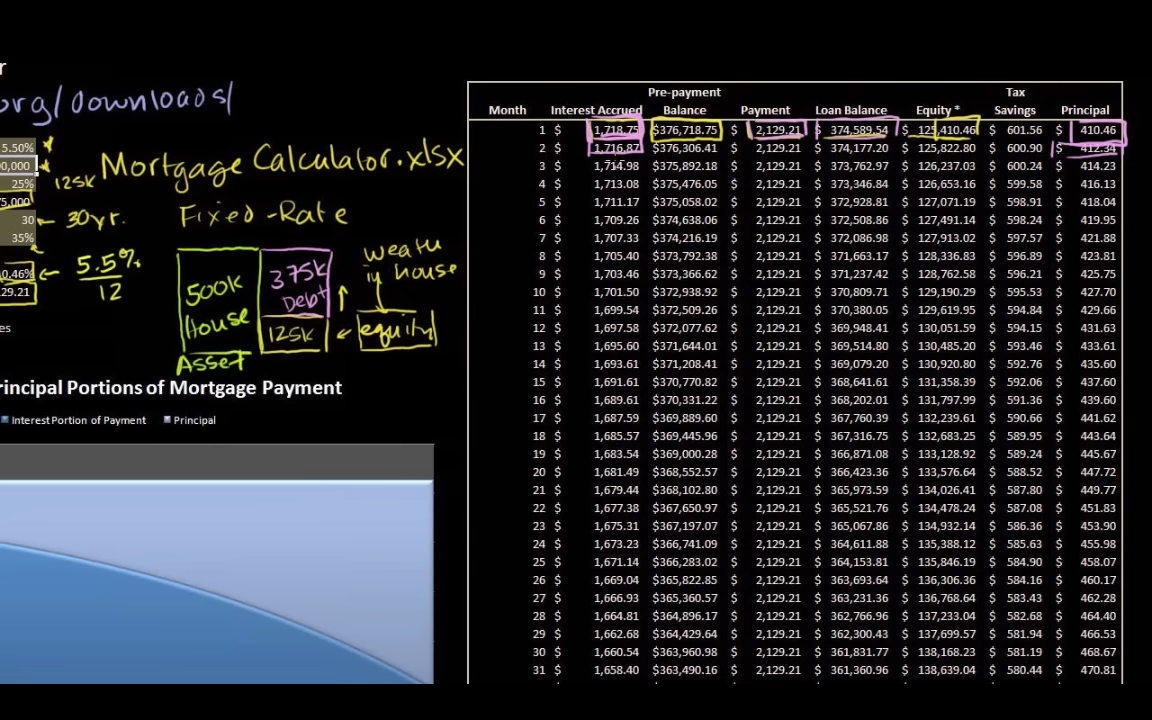 r
org/downloads/
5.50%
00,000
25%
75,000
30
35%
0.46%
29.21
es
125K
Mortgage Calculator.xlsx
30yr.
Fixed-Rate
5.5%
12
500K
House
Asset
375K
Debt
125K
wealth
in house
equity
rincipal Portions of Mortgage Payment
Interest Portion of Payment Principal
Pre-payment Tax
Month Interest Accrued Balance Payment Loan Balance Equity * Savings Principal
1 $ 1,718.75 $376,718.75 $ 2,129.21 $ 374,589.54 $ 125,410.46 $ 601.56 $ 410.46
2 $ 1,716.87 $376,306.41 $ 2,129.21 $ 374,177.20 $ 125,822.80 $ 600.90 $ 412.34
3 $ 1,714.98 $375,892.18 $ 2,129.21 $ 373,762.97 $ 126,237.03 $ 600.24 $ 414.23
4 $ 1,713.08 $375,476.05 $ 2,129.21 $ 373,346.84 $ 126,653.16 $ 599.58 $ 416.13
5 $ 1,711.17 $375,058.02 $ 2,129.21 $ 372,928.81 $ 127,071.19 $ 598.91 $ 418.04
6 $ 1,709.26 $374,638.06 $ 2,129.21 $ 372,508.86 $ 127,491.14 $ 598.24 $ 419.95
7 $ 1,707.33 $374,216.19 $ 2,129.21 $ 372,086.98 $ 127,913.02 $ 597.57 $ 421.88
8 $ 1,705.40 $373,792.38 $ 2,129.21 $ 371,663.17 $ 128,336.83 $ 596.89 $ 423.81
9 $ 1,703.46 $373,366.62 $ 2,129.21 $ 371,237.42 $ 128,762.58 $ 596.21 $ 425.75
10 $ 1,701.50 $372,938.92 $ 2,129.21 $ 370,809.71 $ 129,190.29 $ 595.53 $ 427.70
11 $ 1,699.54 $372,509.26 $ 2,129.21 $ 370,380.05 $ 129,619.95 $ 594.84 $ 429.66
12 $ 1,697.58 $372,077.62 $ 2,129.21 $ 369,948.41 $ 130,051.59 $ 594.15 $ 431.63
13 $ 1,695.60 $371,644.01 $ 2,129.21 $ 369,514.80 $ 130,485.20 $ 593.46 $ 433.61
14 $ 1,693.61 $371,208.41 $ 2,129.21 $ 369,079.20 $ 130,920.80 $ 592.76 $ 435.60
15 $ 1,691.61 $370,770.82 $ 2,129.21 $ 368,641.61 $ 131,358.39 $ 592.06 $ 437.60
16 $ 1,689.61 $370,331.22 $ 2,129.21 $ 368,202.01 $ 131,797.99 $ 591.36 $ 439.60
17 $ 1,687.59 $369,889.60 $ 2,129.21 $ 367,760.39 $ 132,239.61 $ 590.66 $ 441.62
18 $ 1,685.57 $369,445.96 $ 2,129.21 $ 367,316.75 $ 132,683.25 $ 589.95 $ 443.64
19 $ 1,683.54 $369,000.28 $ 2,129.21 $ 366,871.08 $ 133,128.92 $ 589.24 $ 445.67
20 $ 1,681.49 $368,552.57 $ 2,129.21 $ 366,423.36 $ 133,576.64 $ 588.52 $ 447.72
21 $ 1,679.44 $368,102.80 $ 2,129.21 $ 365,973.59 $ 134,026.41 $ 587.80 $ 449.77
22 $ 1,677.38 $367,650.97 $ 2,129.21 $ 365,521.76 $ 134,478.24 $ 587.08 $ 451.83
23 $ 1,675.31 $367,197.07 $ 2,129.21 $ 365,067.86 $ 134,932.14 $ 586.36 $ 453.90
24 $ 1,673.23 $366,741.09 $ 2,129.21 $ 364,611.88 $ 135,388.12 $ 585.63 $ 455.98
25 $ 1,671.14 $366,283.02 $ 2,129.21 $ 364,153.81 $ 135,846.19 $ 584.90 $ 458.07
26 $ 1,669.04 $365,822.85 $ 2,129.21 $ 363,693.64 $ 136,306.36 $ 584.16 $ 460.17
27 $ 1,666.93 $365,360.57 $ 2,129.21 $ 363,231.36 $ 136,768.64 $ 583.43 $ 462.28
28 $ 1,664.81 $364,896.17 $ 2,129.21 $ 362,766.96 $ 137,233.04 $ 582.68 $ 464.40
29 $ 1,662.68 $364,429.64 $ 2,129.21 $ 362,300.43 $ 137,699.57 $ 581.94 $ 466.53
30 $ 1,660.54 $363,960.98 $ 2,129.21 $ 361,831.77 $ 138,168.23 $ 581.19 $ 468.67
31 $ 1,658.40 $363,490.16 $ 2,129.21 $ 361,360.96 $ 138,639.04 $ 580.44 $ 470.81